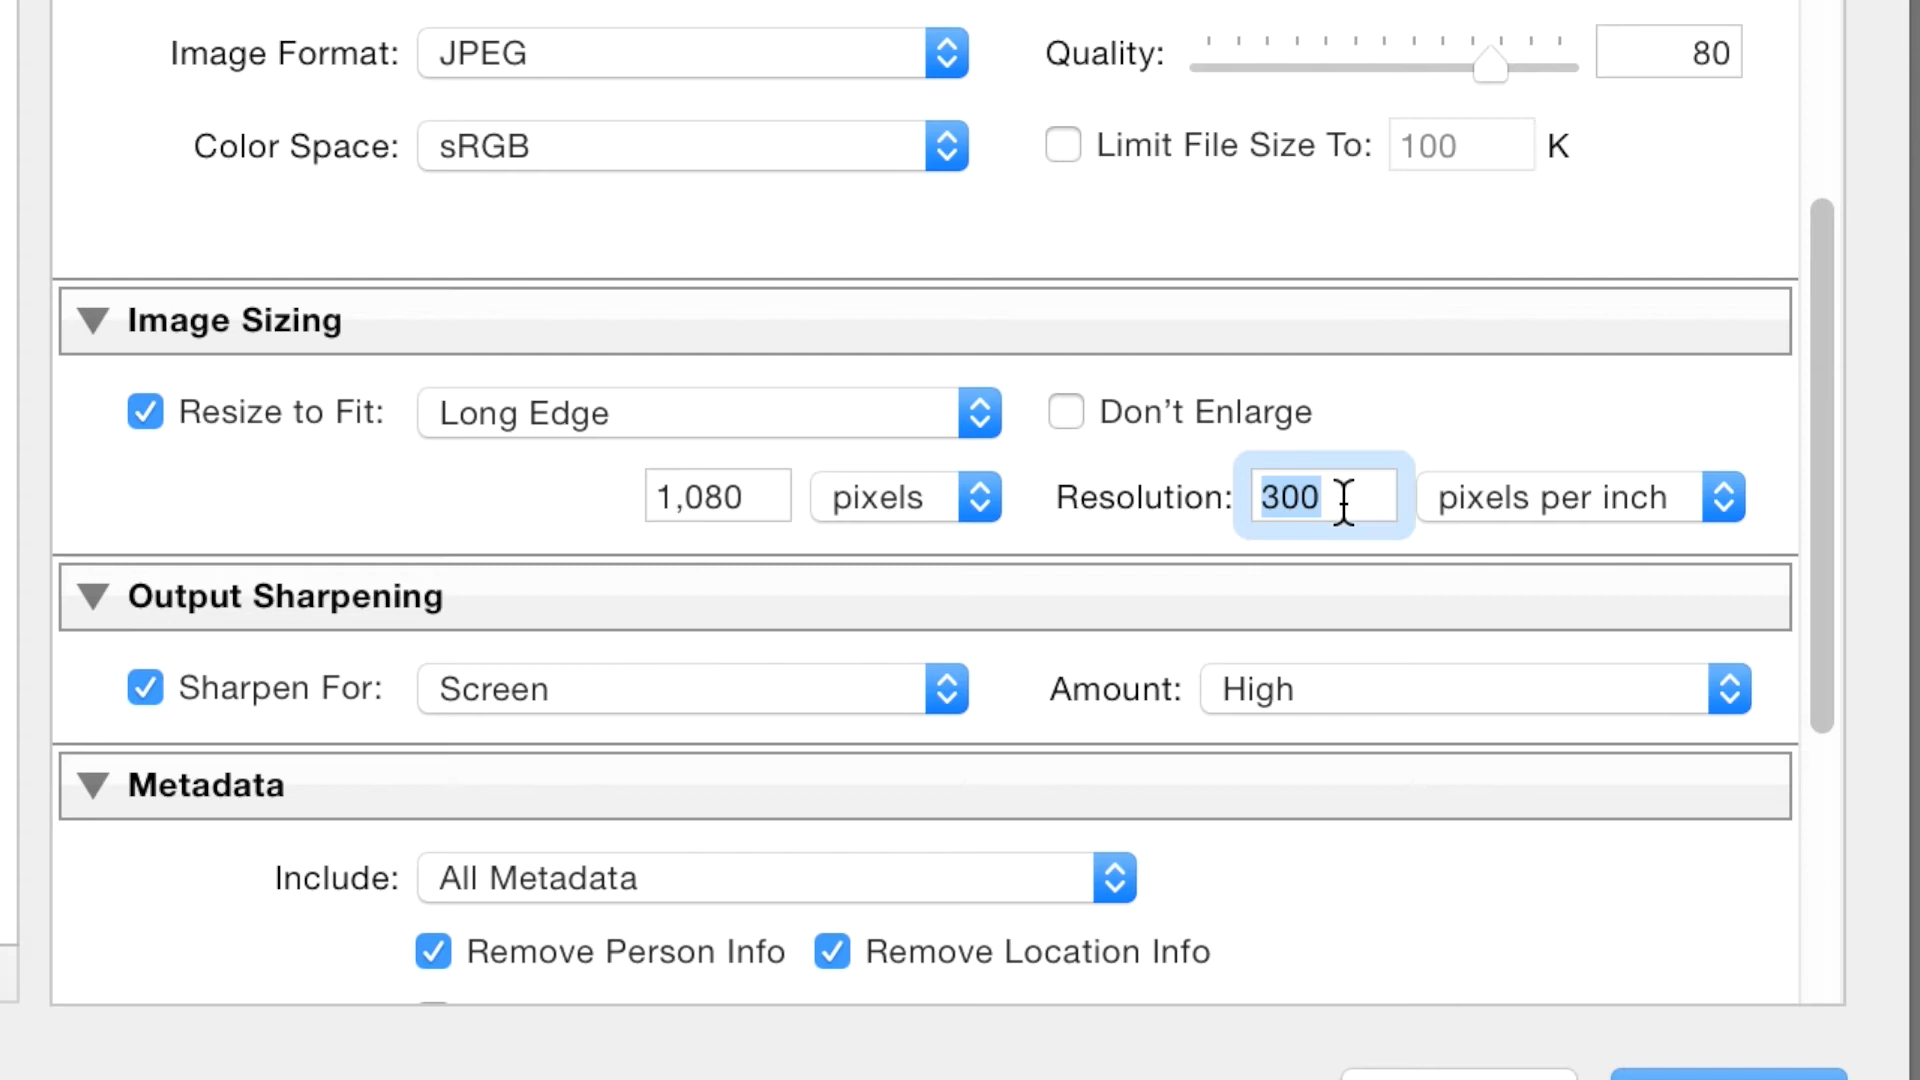 Image Format: JPEG Quality: 80
Color Space: sRGB Limit File Size To: 100 K
Image Sizing
Resize to Fit: Long Edge Don’t Enlarge
1,080 pixels Resolution: 300 pixels per inch
Output Sharpening
Sharpen For: Screen Amount: High
Metadata
Include: All Metadata
Remove Person Info Remove Location Info